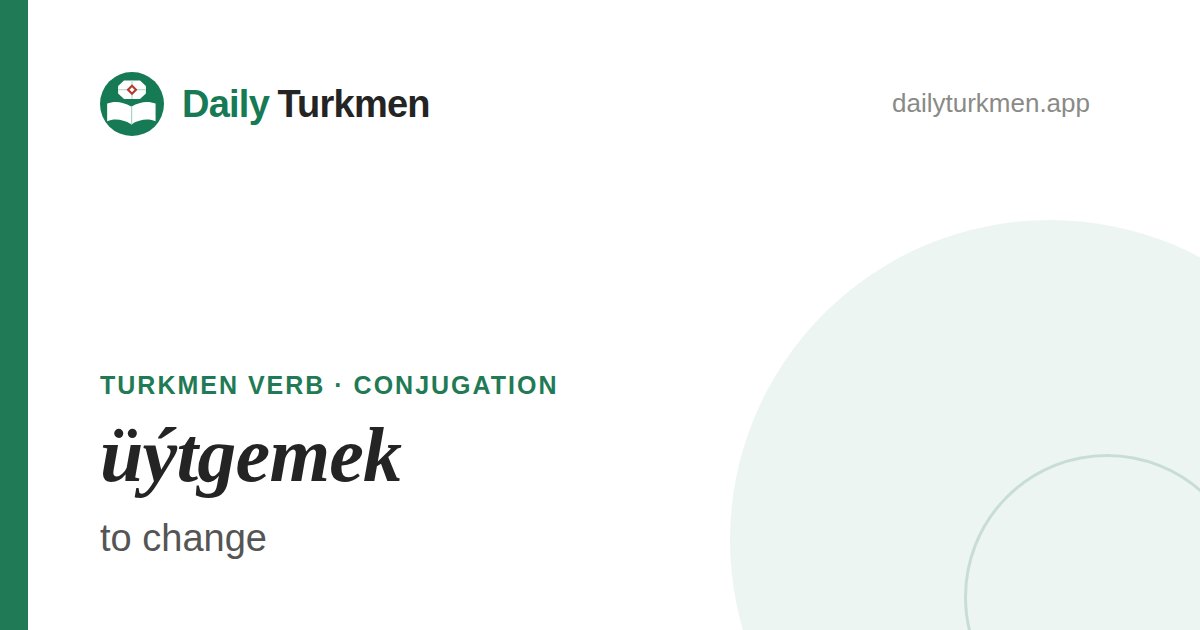 Daily Turkmen
dailyturkmen.app
TURKMEN VERB · CONJUGATION
üýtgemek
to change